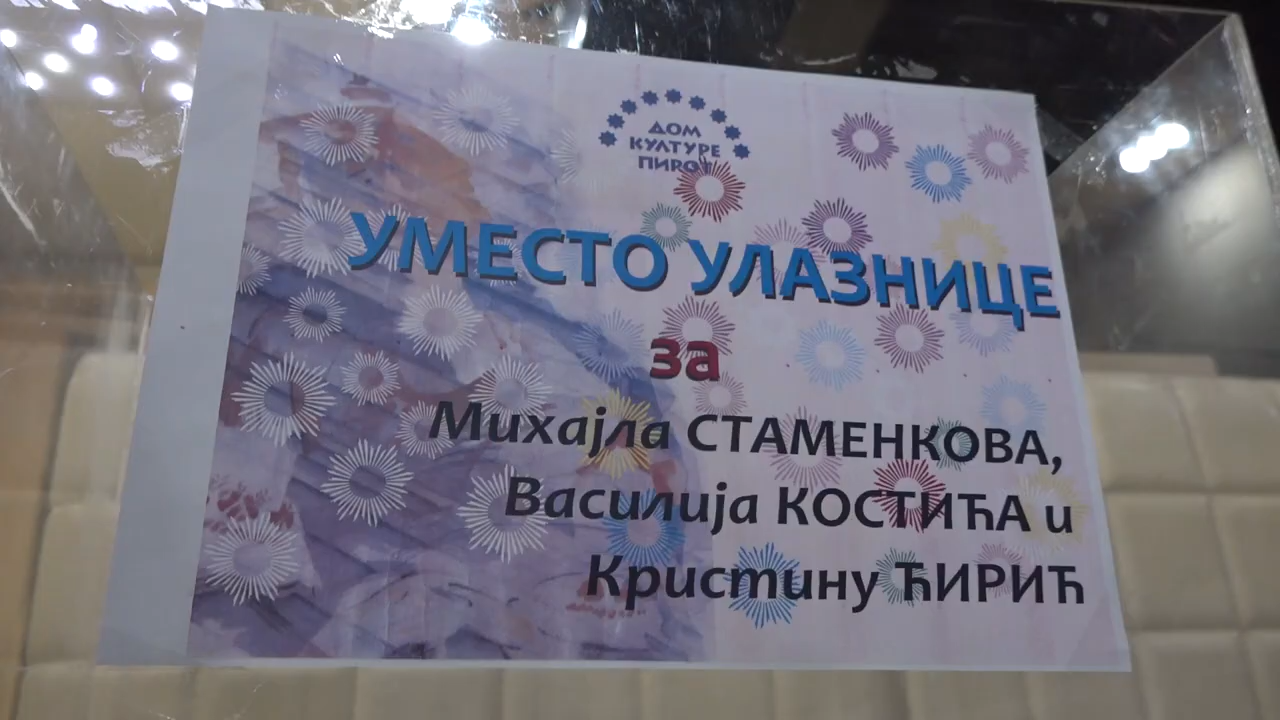 ДОМ
КУЛТУРЕ
ПИРОТ
УМЕСТО УЛАЗНИЦЕ
за
Михајла СТАМЕНКОВА,
Василија КОСТИЋА и
Кристину ЋИРИЋ